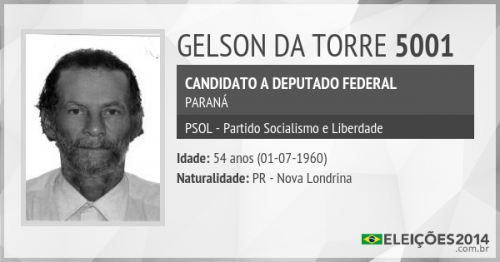 GELSON DA TORRE 5001
CANDIDATO A DEPUTADO FEDERAL
PARANÁ
PSOL - Partido Socialismo e Liberdade
Idade: 54 anos (01-07-1960)
Naturalidade: PR - Nova Londrina
ELEIÇÕES2014
.com.br